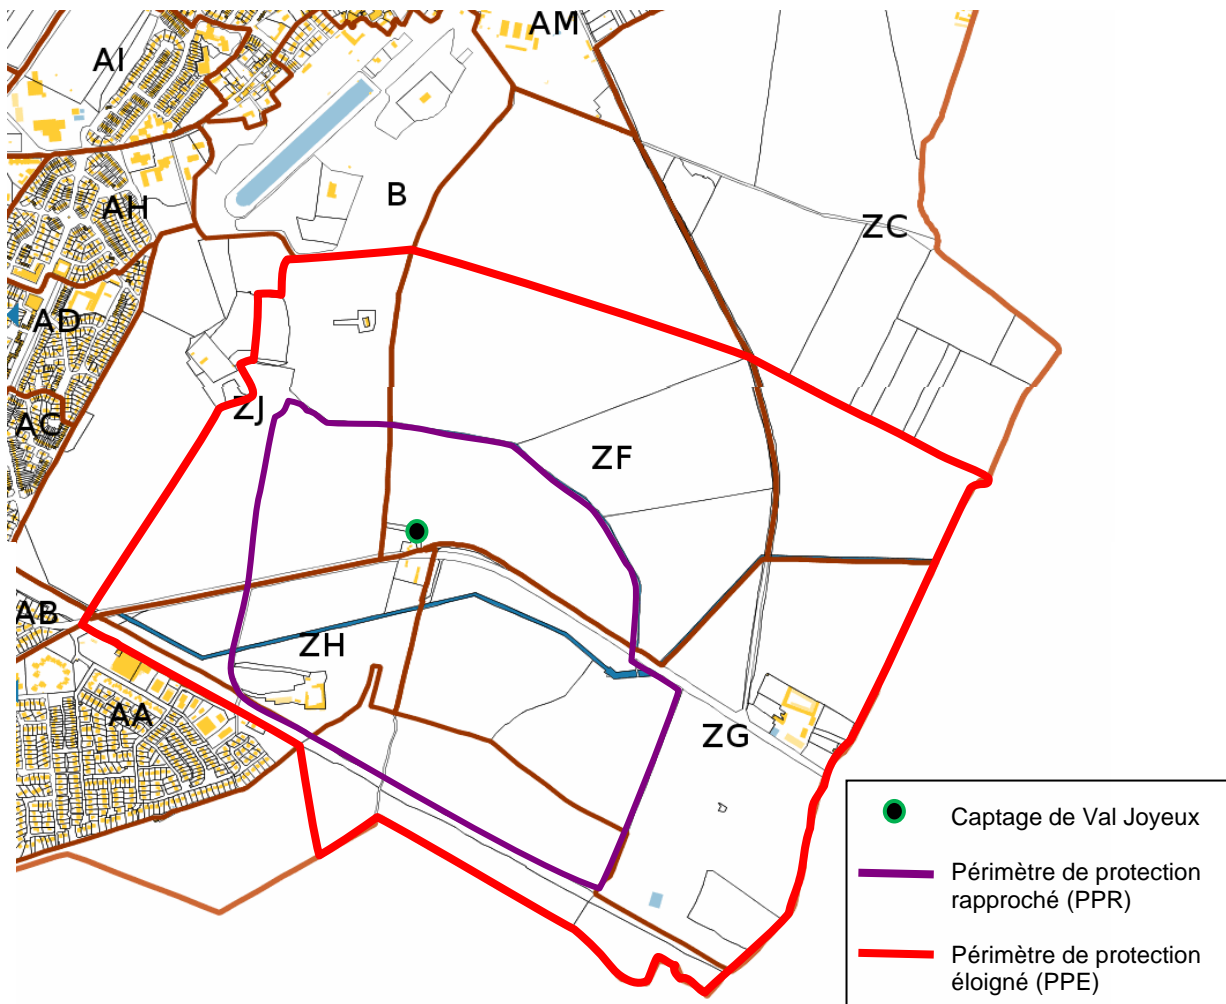 AM
AI
B
AH
ZC
AD
ZJ
AC
ZF
AB
ZH
AA
ZG
Captage de Val Joyeux
Périmètre de protection
rapproché (PPR)
Périmètre de protection
éloigné (PPE)